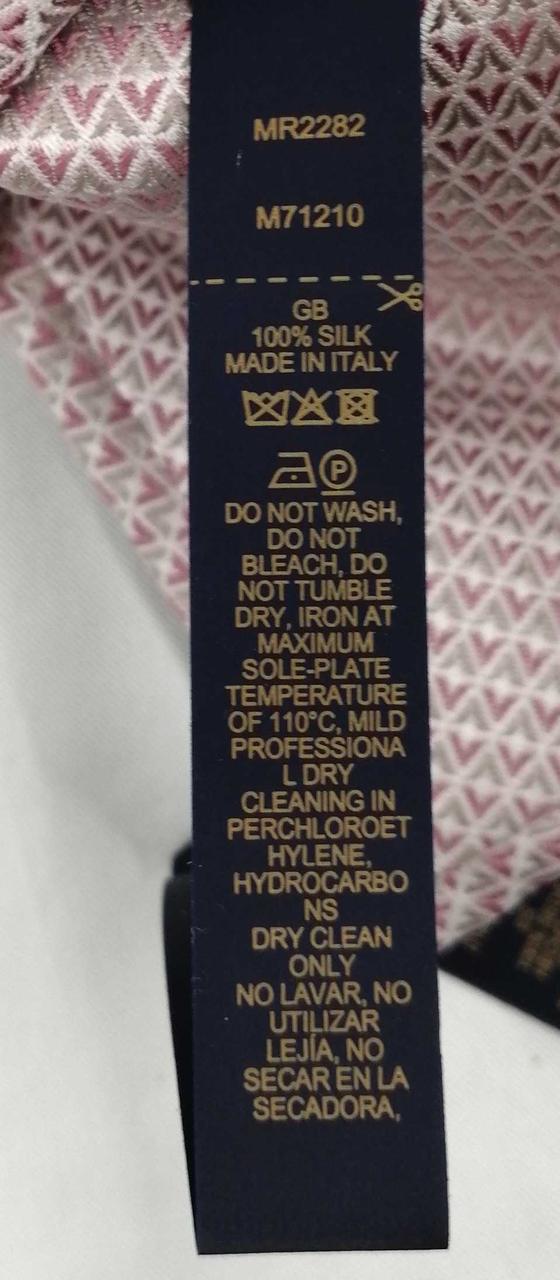 MR2282
M71210
GB
100% SILK
MADE IN ITALY
P
DO NOT WASH,
DO NOT
BLEACH, DO
NOT TUMBLE
DRY, IRON AT
MAXIMUM
SOLE-PLATE
TEMPERATURE
OF 110°C, MILD
PROFESSIONA
L DRY
CLEANING IN
PERCHLOROET
HYLENE,
HYDROCARBO
NS
DRY CLEAN
ONLY
NO LAVAR, NO
UTILIZAR
LEJÍA, NO
SECAR EN LA
SECADORA,